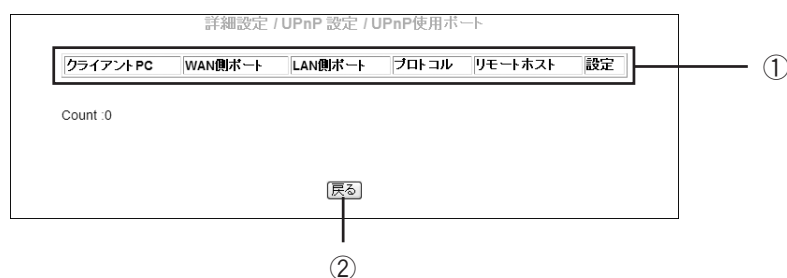 詳細設定 / UPnP 設定 / UPnP使用ポート
クライアント PC WAN側ポート LAN側ポート プロトコル リモートホスト 設定
①
Count :0
戻る
②